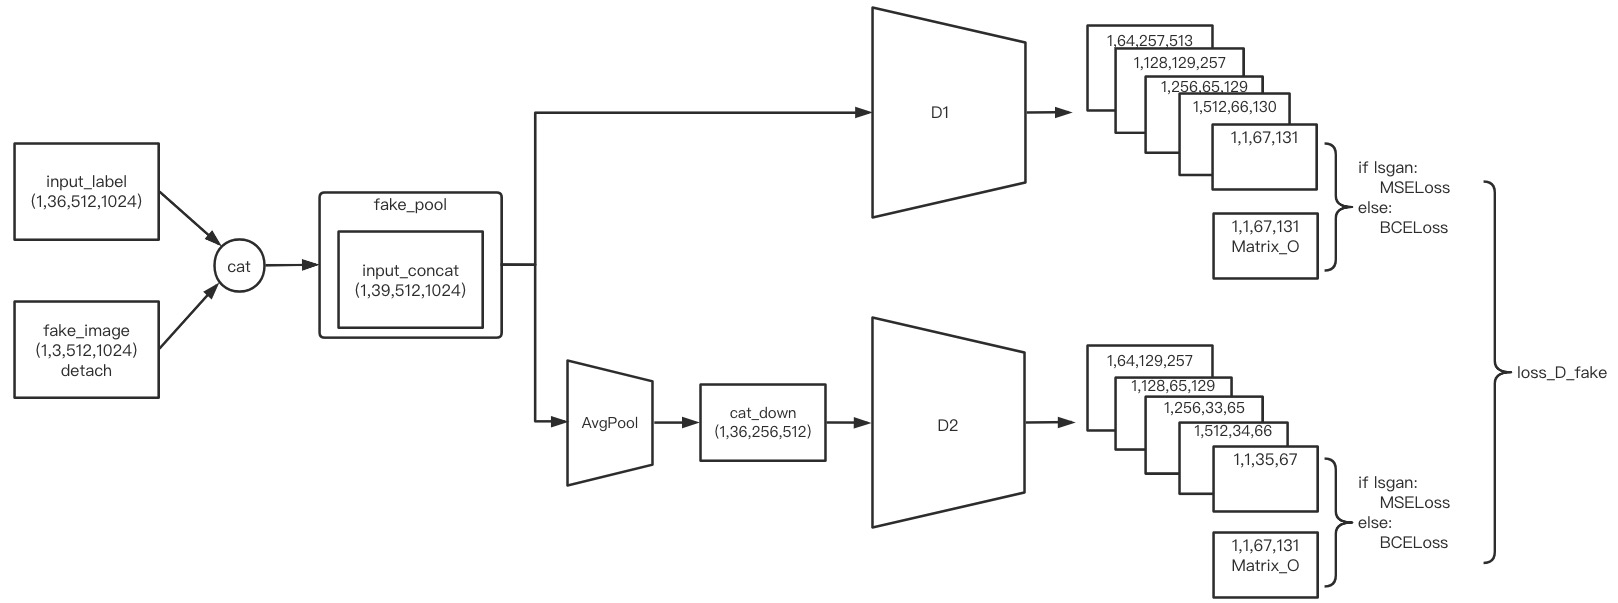 input_label
(1,36,512,1024)
fake_image
(1,3,512,1024)
detach
cat
fake_pool
input_concat
(1,39,512,1024)
D1
1,64,257,513
1,128,129,257
1,256,65,129
1,512,66,130
1,1,67,131
1,1,67,131
Matrix_O
if lsgan:
MSELoss
else:
BCELoss
AvgPool
cat_down
(1,36,256,512)
D2
1,64,129,257
1,128,65,129
1,256,33,65
1,512,34,66
1,1,35,67
1,1,67,131
Matrix_O
if lsgan:
MSELoss
else:
BCELoss
loss_D_fake